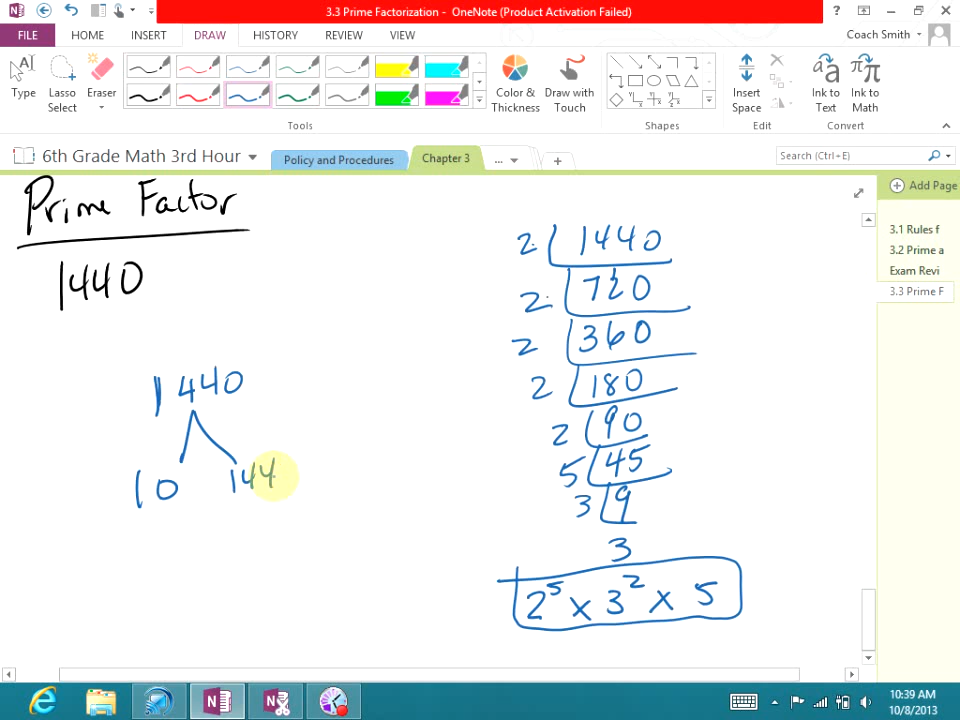 3.3 Prime Factorization - OneNote (Product Activation Failed)
FILE HOME INSERT DRAW HISTORY REVIEW VIEW Coach Smith
Type Lasso Select Eraser Color & Thickness Draw with Touch Insert Space Ink to Text Ink to Math
Tools Shapes Edit Convert
6th Grade Math 3rd Hour Policy and Procedures Chapter 3 ... + Search (Ctrl+E)
Add Page
3.1 Rules f
3.2 Prime a
Exam Revi
3.3 Prime F
Prime Factor
1440
1440
10 144
2 1440
2 720
2 360
2 180
2 90
5 45
3 9
3
2^5 x 3^2 x 5
10:39 AM
10/8/2013